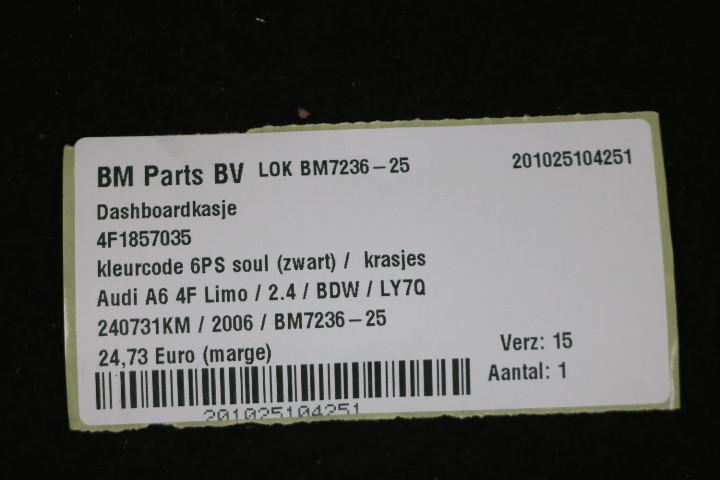 BM Parts BV LOK BM7236-25 201025104251
Dashboardkasje
4F1857035
kleurcode 6PS soul (zwart) / krasjes
Audi A6 4F Limo / 2.4 / BDW / LY7Q
240731KM / 2006 / BM7236-25
24,73 Euro (marge) Verz: 15
Aantal: 1
201025104251